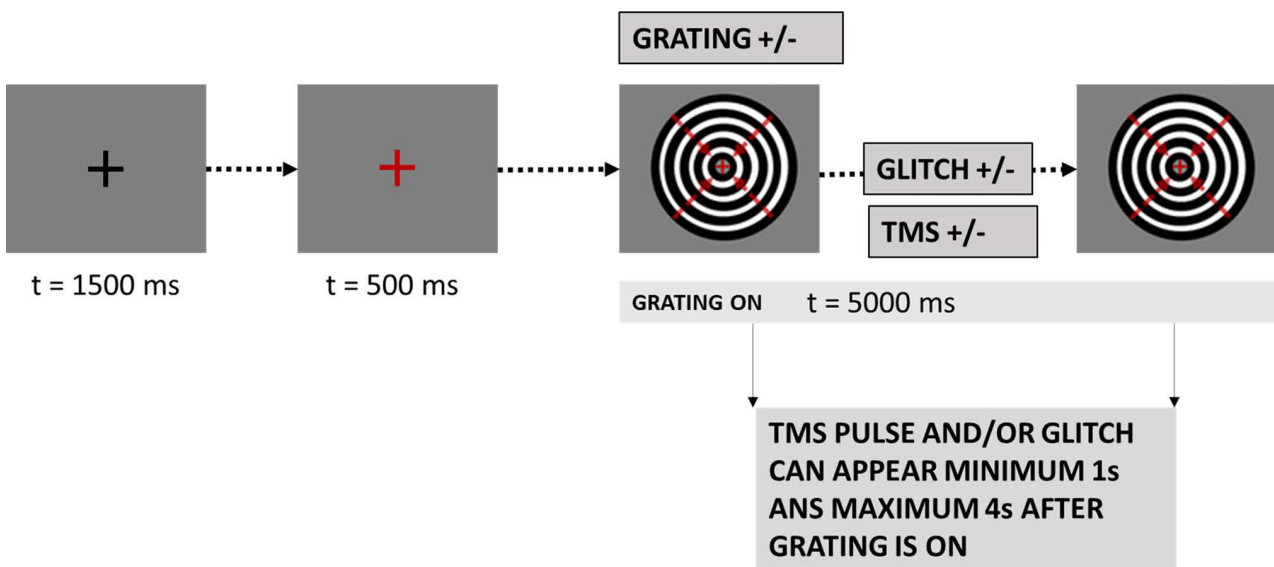 GRATING +/-
GLITCH +/-
TMS +/-
t = 1500 ms
t = 500 ms
GRATING ON t = 5000 ms
TMS PULSE AND/OR GLITCH
CAN APPEAR MINIMUM 1s
ANS MAXIMUM 4s AFTER
GRATING IS ON